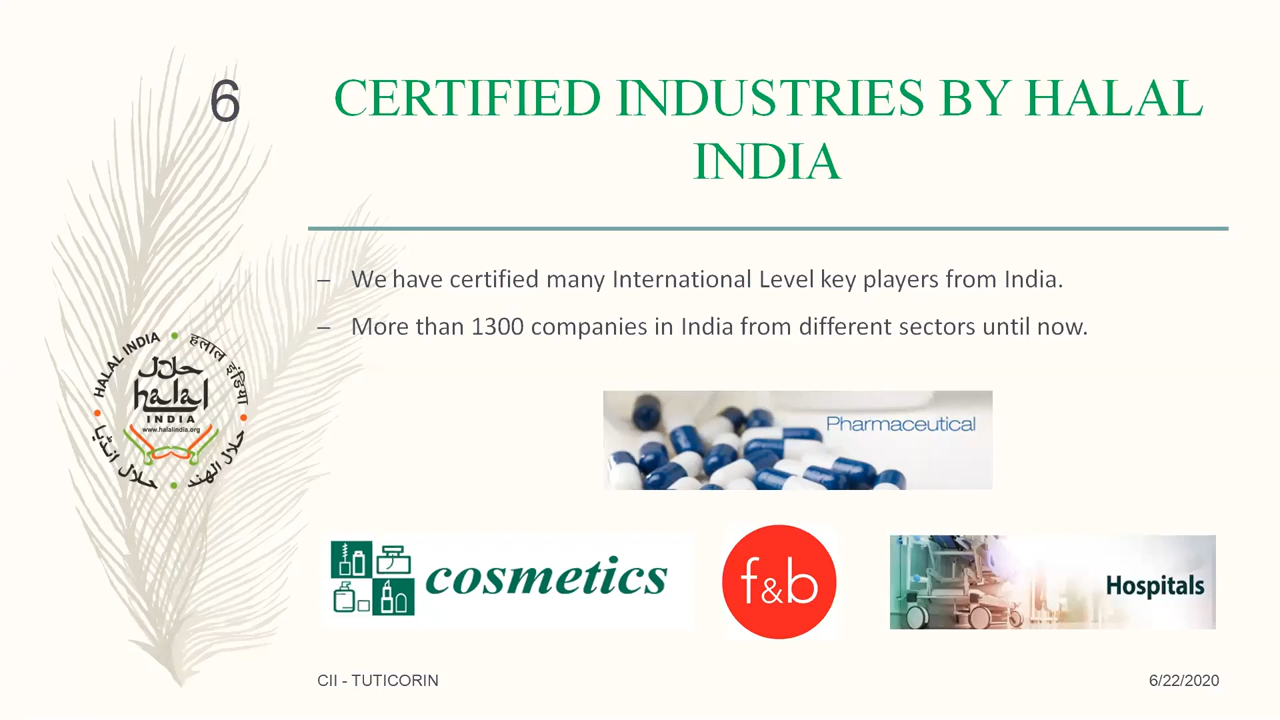 6
CERTIFIED INDUSTRIES BY HALAL
INDIA
– We have certified many International Level key players from India.
– More than 1300 companies in India from different sectors until now.
HALAL INDIA
हलाल इंडिया
حلال
halal
INDIA
www.halalindia.org
حلال انڈیا
حلال الهند
Pharmaceutical
cosmetics
f&b
Hospitals
CII - TUTICORIN
6/22/2020